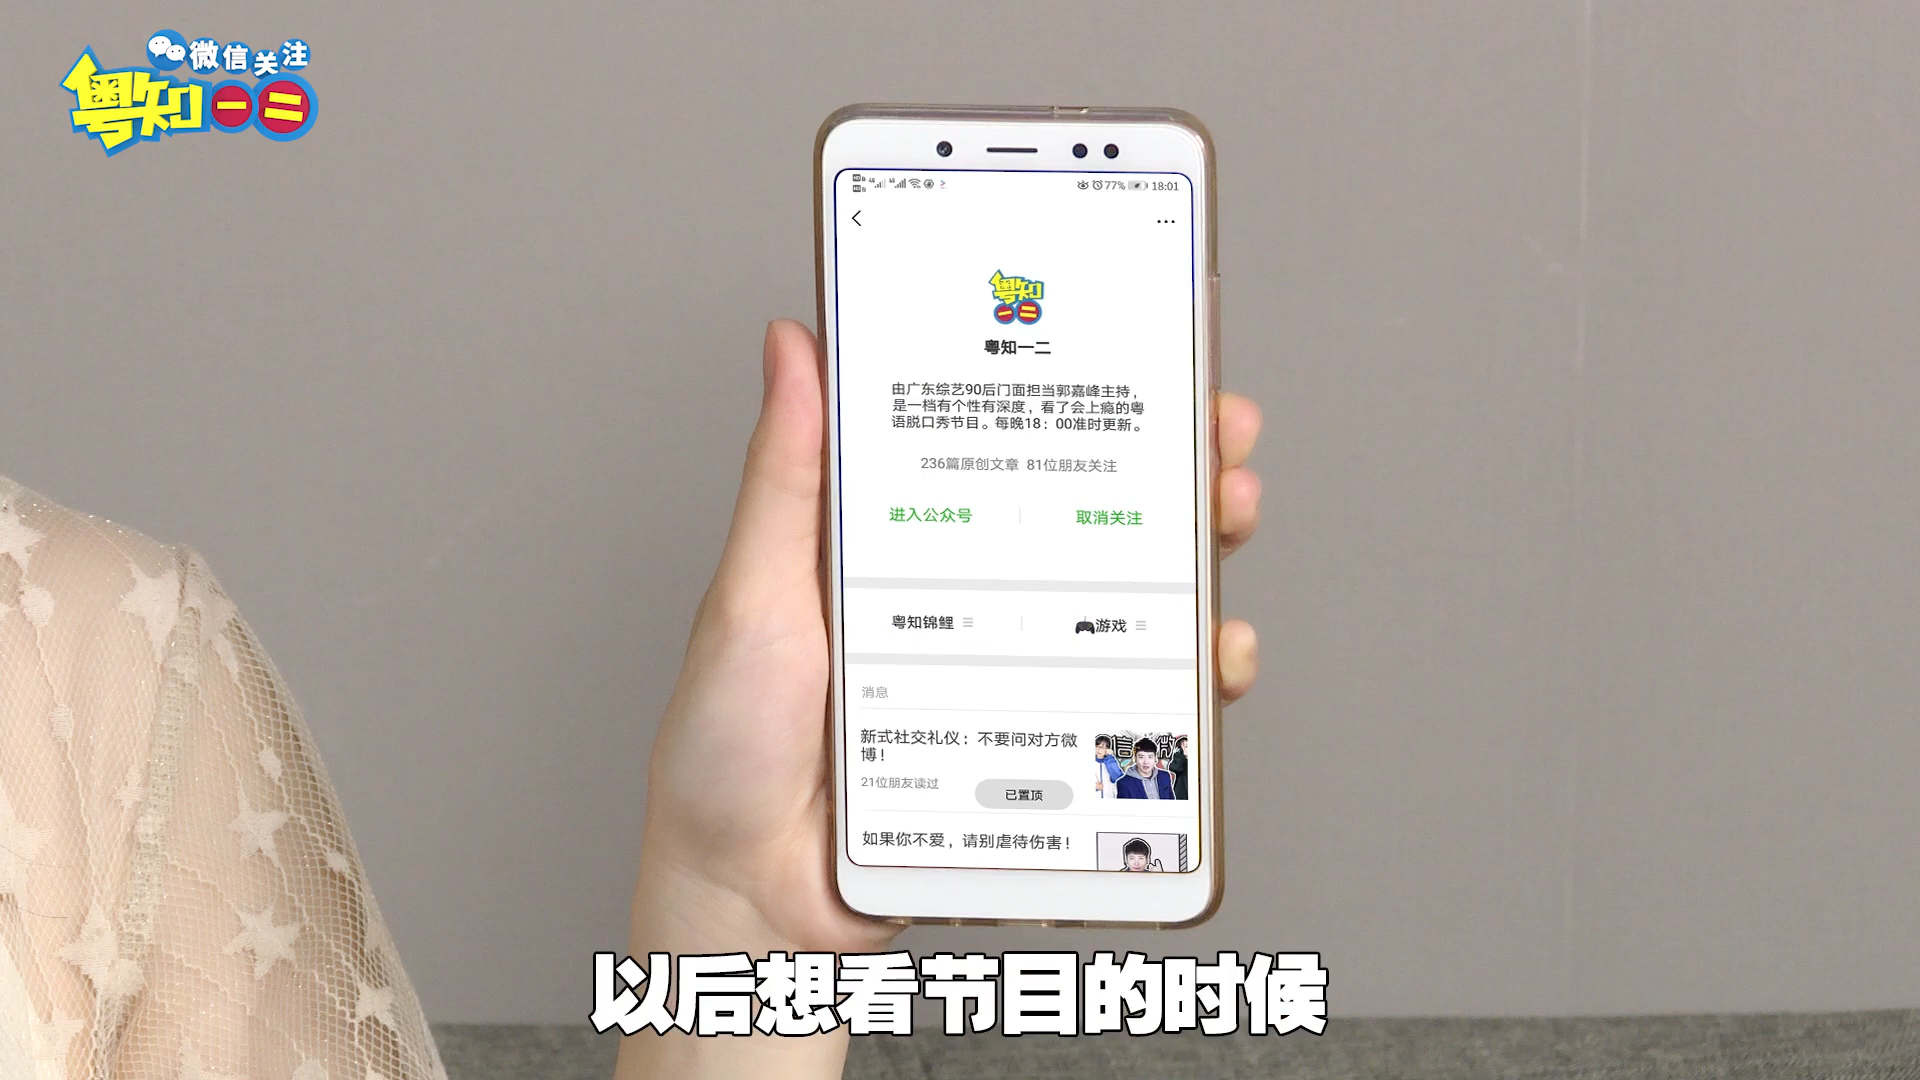 微信关注
粤知一二
77% 18:01
粤知
一二
粤知一二
由广东综艺90后门面担当郭嘉峰主持，
是一档有个性有深度，看了会上瘾的粤
语脱口秀节目。每晚18：00准时更新。
236篇原创文章 81位朋友关注
进入公众号 取消关注
粤知锦鲤 游戏
消息
新式社交礼仪：不要问对方微
博！
21位朋友读过
已置顶
如果你不爱，请别虐待伤害！
以后想看节目的时候